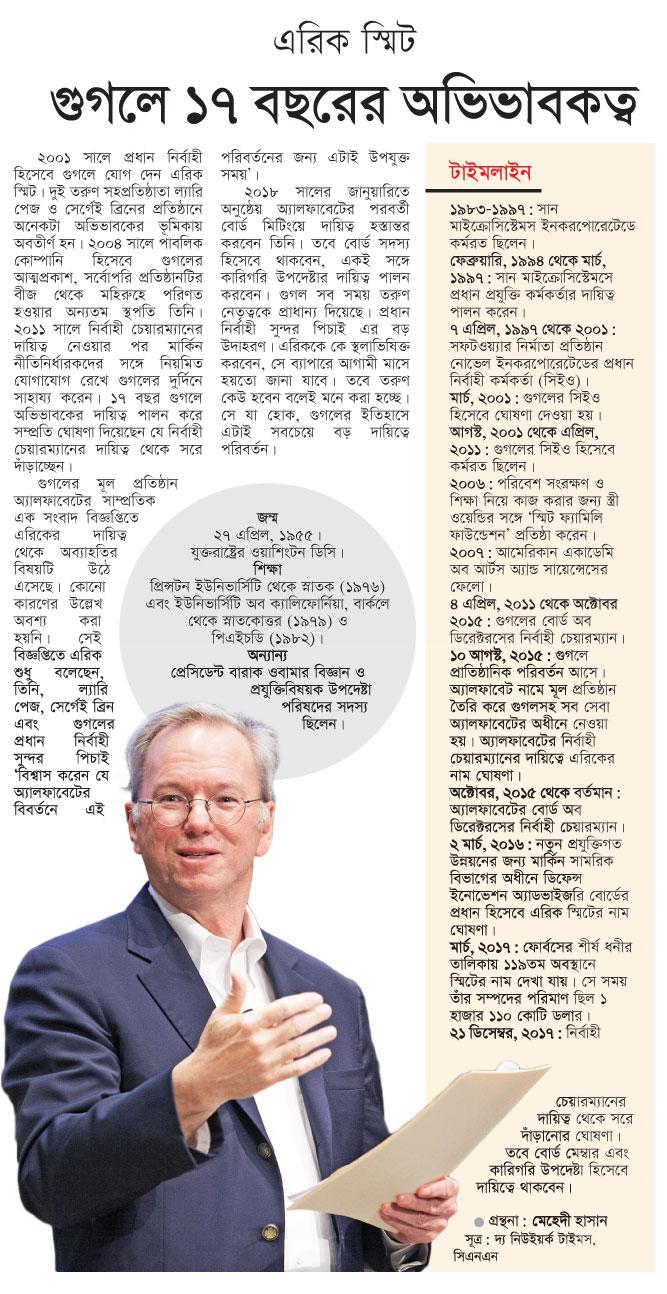 এরিক স্মিট
গুগলে ১৭ বছরের অভিভাবকত্ব
২০০১ সালে প্রধান নির্বাহী
হিসেবে গুগলে যোগ দেন এরিক
স্মিট। দুই তরুণ সহপ্রতিষ্ঠাতা ল্যারি
পেজ ও সের্গেই ব্রিনের প্রতিষ্ঠানে
অনেকটা অভিভাবকের ভূমিকায়
অবতীর্ণ হন। ২০০৪ সালে পাবলিক
কোম্পানি হিসেবে গুগলের
আত্মপ্রকাশ, সর্বোপরি প্রতিষ্ঠানটির
বীজ থেকে মহিরুহে পরিণত
হওয়ার অন্যতম স্থপতি তিনি।
২০১১ সালে নির্বাহী চেয়ারম্যানের
দায়িত্ব নেওয়ার পর মার্কিন
নীতিনির্ধারকদের সঙ্গে নিয়মিত
যোগাযোগ রেখে গুগলের দুর্দিনে
সাহায্য করেন। ১৭ বছর গুগলে
অভিভাবকের দায়িত্ব পালন করে
সম্প্রতি ঘোষণা দিয়েছেন যে নির্বাহী
চেয়ারম্যানের দায়িত্ব থেকে সরে
দাঁড়াচ্ছেন।
গুগলের মূল প্রতিষ্ঠান
অ্যালফাবেটের সাম্প্রতিক
এক সংবাদ বিজ্ঞপ্তিতে
এরিকের দায়িত্ব
থেকে অব্যাহতির
বিষয়টি উঠে
এসেছে। কোনো
কারণের উল্লেখ
অবশ্য করা
হয়নি। সেই
বিজ্ঞপ্তিতে এরিক
শুধু বলেছেন,
তিনি, ল্যারি
পেজ, সের্গেই ব্রিন
এবং গুগলের
প্রধান নির্বাহী
সুন্দর পিচাই
‘বিশ্বাস করেন যে
অ্যালফাবেটের
বিবর্তনে এই
পরিবর্তনের জন্য এটাই উপযুক্ত
সময়’।
২০১৮ সালের জানুয়ারিতে
অনুষ্ঠেয় অ্যালফাবেটের পরবর্তী
বোর্ড মিটিংয়ে দায়িত্ব হস্তান্তর
করবেন তিনি। তবে বোর্ড সদস্য
হিসেবে থাকবেন, একই সঙ্গে
কারিগরি উপদেষ্টার দায়িত্ব পালন
করবেন। গুগল সব সময় তরুণ
নেতৃত্বকে প্রাধান্য দিয়েছে। প্রধান
নির্বাহী সুন্দর পিচাই এর বড়
উদাহরণ। এরিককে কে স্থলাভিষিক্ত
করবেন, সে ব্যাপারে আগামী মাসে
হয়তো জানা যাবে। তবে তরুণ
কেউ হবেন বলেই মনে করা হচ্ছে।
সে যা হোক, গুগলের ইতিহাসে
এটাই সবচেয়ে বড় দায়িত্বে
পরিবর্তন।
জন্ম
২৭ এপ্রিল, ১৯৫৫।
যুক্তরাষ্ট্রের ওয়াশিংটন ডিসি।
শিক্ষা
প্রিন্সটন ইউনিভার্সিটি থেকে স্নাতক (১৯৭৬)
এবং ইউনিভার্সিটি অব ক্যালিফোর্নিয়া, বার্কলে
থেকে স্নাতকোত্তর (১৯৭৯) ও
পিএইচডি (১৯৮২)।
অন্যান্য
প্রেসিডেন্ট বারাক ওবামার বিজ্ঞান ও
প্রযুক্তিবিষয়ক উপদেষ্টা
পরিষদের সদস্য
ছিলেন।
টাইমলাইন
১৯৮৩-১৯৯৭ : সান
মাইক্রোসিস্টেমস ইনকরপোরেটেডে
কর্মরত ছিলেন।
ফেব্রুয়ারি, ১৯৯৪ থেকে মার্চ,
১৯৯৭ : সান মাইক্রোসিস্টেমসে
প্রধান প্রযুক্তি কর্মকর্তার দায়িত্ব
পালন করেন।
৭ এপ্রিল, ১৯৯৭ থেকে ২০০১ :
সফটওয়্যার নির্মাতা প্রতিষ্ঠান
নোভেল ইনকরপোরেটেডের প্রধান
নির্বাহী কর্মকর্তা (সিইও)।
মার্চ, ২০০১ : গুগলের সিইও
হিসেবে ঘোষণা দেওয়া হয়।
আগস্ট, ২০০১ থেকে এপ্রিল,
২০১১ : গুগলের সিইও হিসেবে
কর্মরত ছিলেন।
২০০৬ : পরিবেশ সংরক্ষণ ও
শিক্ষা নিয়ে কাজ করার জন্য স্ত্রী
ওয়েন্ডির সঙ্গে ‘স্মিট ফ্যামিলি
ফাউন্ডেশন’ প্রতিষ্ঠা করেন।
২০০৭ : আমেরিকান একাডেমি
অব আর্টস অ্যান্ড সায়েন্সেসের
ফেলো।
৪ এপ্রিল, ২০১১ থেকে অক্টোবর
২০১৫ : গুগলের বোর্ড অব
ডিরেক্টরসের নির্বাহী চেয়ারম্যান।
১০ আগস্ট, ২০১৫ : গুগলে
প্রাতিষ্ঠানিক পরিবর্তন আসে।
অ্যালফাবেট নামে মূল প্রতিষ্ঠান
তৈরি করে গুগলসহ সব সেবা
অ্যালফাবেটের অধীনে নেওয়া
হয়। অ্যালফাবেটের নির্বাহী
চেয়ারম্যানের দায়িত্বে এরিকের
নাম ঘোষণা।
অক্টোবর, ২০১৫ থেকে বর্তমান :
অ্যালফাবেটের বোর্ড অব
ডিরেক্টরসের নির্বাহী চেয়ারম্যান।
২ মার্চ, ২০১৬ : নতুন প্রযুক্তিগত
উন্নয়নের জন্য মার্কিন সামরিক
বিভাগের অধীনে ডিফেন্স
ইনোভেশন অ্যাডভাইজরি বোর্ডের
প্রধান হিসেবে এরিক স্মিটের নাম
ঘোষণা।
মার্চ, ২০১৭ : ফোর্বসের শীর্ষ ধনীর
তালিকায় ১১৯তম অবস্থানে
স্মিটের নাম দেখা যায়। সে সময়
তাঁর সম্পদের পরিমাণ ছিল ১
হাজার ১১০ কোটি ডলার।
২১ ডিসেম্বর, ২০১৭ : নির্বাহী
চেয়ারম্যানের
দায়িত্ব থেকে সরে
দাঁড়ানোর ঘোষণা।
তবে বোর্ড মেম্বার এবং
কারিগরি উপদেষ্টা হিসেবে
দায়িত্বে থাকবেন।
গ্রন্থনা : মেহেদী হাসান
সূত্র : দ্য নিউইয়র্ক টাইমস,
সিএনএন